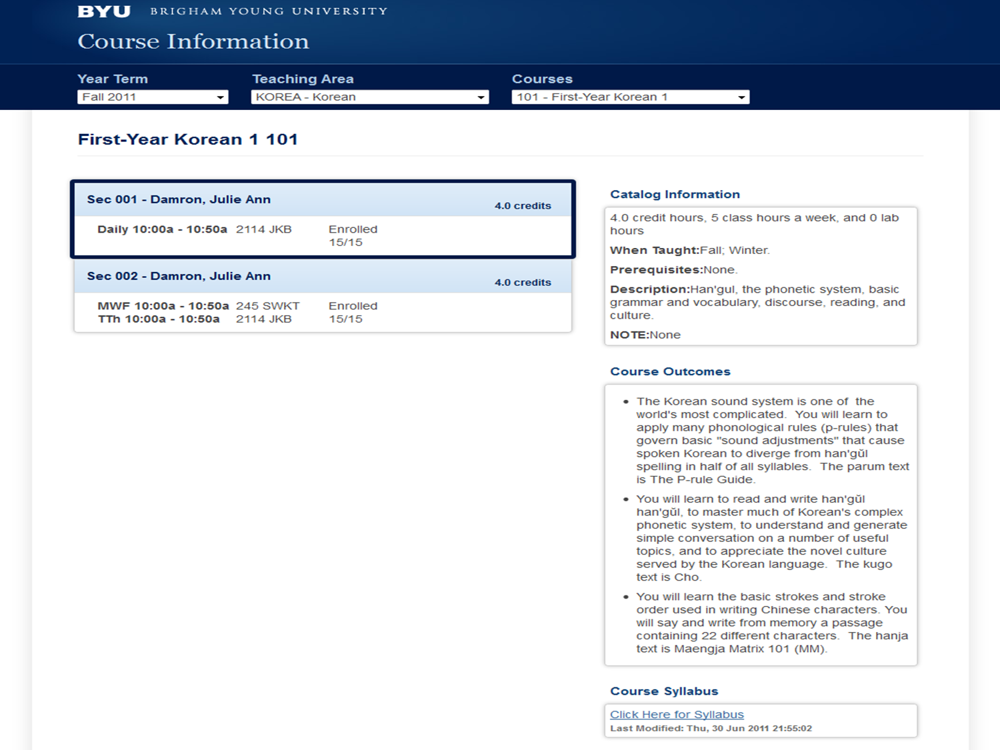 BYU BRIGHAM YOUNG UNIVERSITY
Course Information
Year Term
Teaching Area
Courses
Fall 2011
KOREA - Korean
101 - First-Year Korean 1
First-Year Korean 1 101
Sec 001 - Damron, Julie Ann
4.0 credits
Daily 10:00a - 10:50a 2114 JKB Enrolled
15/15
Sec 002 - Damron, Julie Ann
4.0 credits
MWF 10:00a - 10:50a 245 SWKT Enrolled
TTh 10:00a - 10:50a 2114 JKB 15/15
Catalog Information
4.0 credit hours, 5 class hours a week, and 0 lab
hours
When Taught:Fall; Winter.
Prerequisites:None.
Description:Han'gul, the phonetic system, basic
grammar and vocabulary, discourse, reading, and
culture.
NOTE:None
Course Outcomes
• The Korean sound system is one of  the
world's most complicated.  You will learn to
apply many phonological rules (p-rules) that
govern basic "sound adjustments" that cause
spoken Korean to diverge from han'gŭl
spelling in half of all syllables.  The parum text
is The P-rule Guide.
• You will learn to read and write han'gŭl
han'gŭl, to master much of Korean's complex
phonetic system, to understand and generate
simple conversation on a number of useful
topics, and to appreciate the novel culture
served by the Korean language.  The kugo
text is Cho.
• You will learn the basic strokes and stroke
order used in writing Chinese characters. You
will say and write from memory a passage
containing 22 different characters.  The hanja
text is Maengja Matrix 101 (MM).
Course Syllabus
Click Here for Syllabus
Last Modified: Thu, 30 Jun 2011 21:55:02